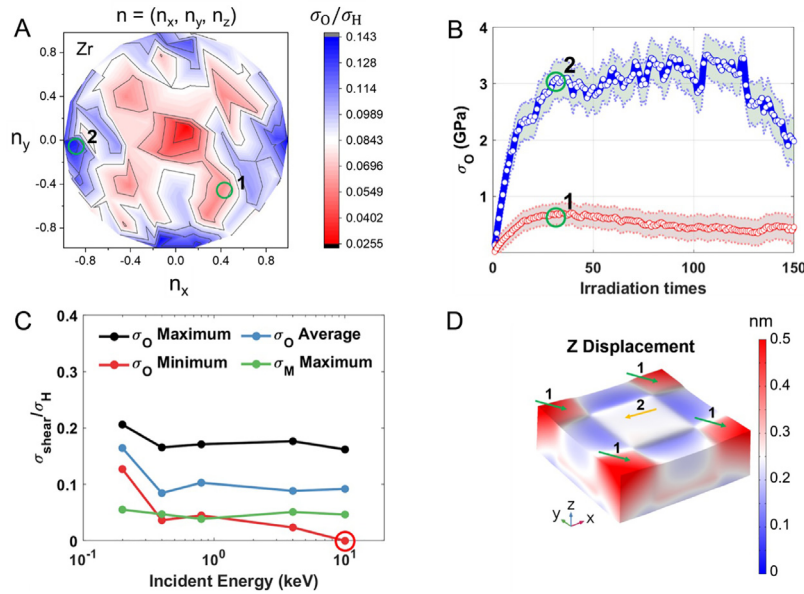 A
n = (nx, ny, nz)
σO/σH
Zr
0.8
0.4
0.0
-0.4
-0.8
ny
-0.8
-0.4
0.0
0.4
0.8
nx
2
1
0.143
0.129
0.114
0.0989
0.0843
0.0696
0.0549
0.0402
0.0255
B
4
3
2
1
σO (GPa)
2
1
0
50
100
150
Irradiation times
C
0.4
0.3
0.2
0.1
0
σshear/σH
σO Maximum
σO Average
σO Minimum
σM Maximum
10-1
100
101
Incident Energy (keV)
D
nm
Z Displacement
1
1
2
1
1
z
y
x
0.5
0.4
0.3
0.2
0.1
0